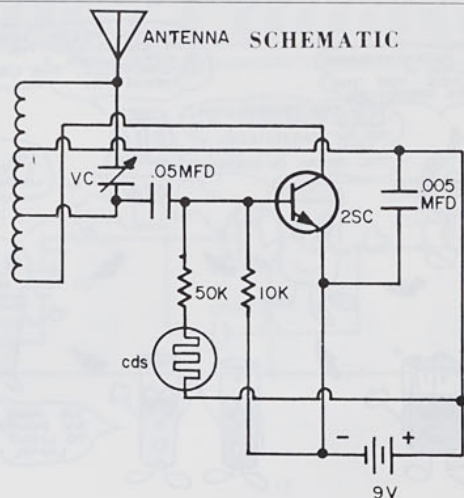 ANTENNA SCHEMATIC
VC
.05MFD
2SC
.005
MFD
50K
10K
cds
- +
9V